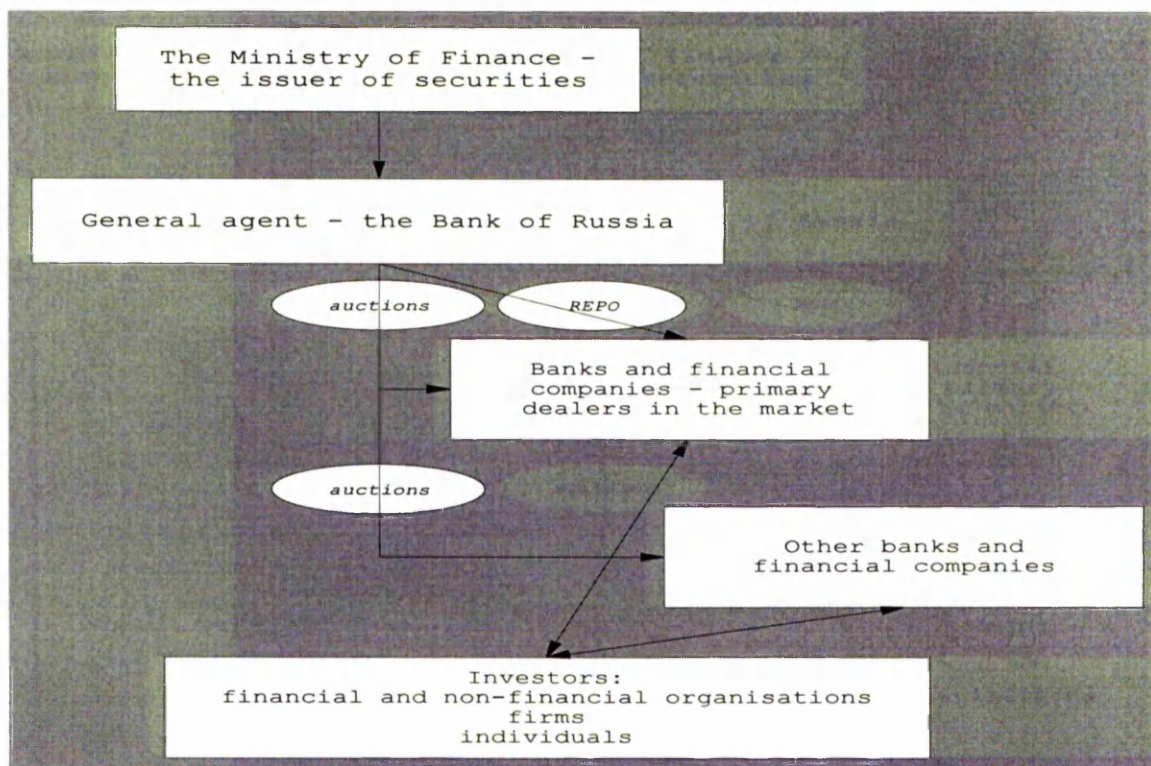 The Ministry of Finance –
the issuer of securities
General agent – the Bank of Russia
auctions
REPO
Banks and financial
companies – primary
dealers in the market
auctions
Other banks and
financial companies
Investors:
financial and non-financial organisations
firms
individuals